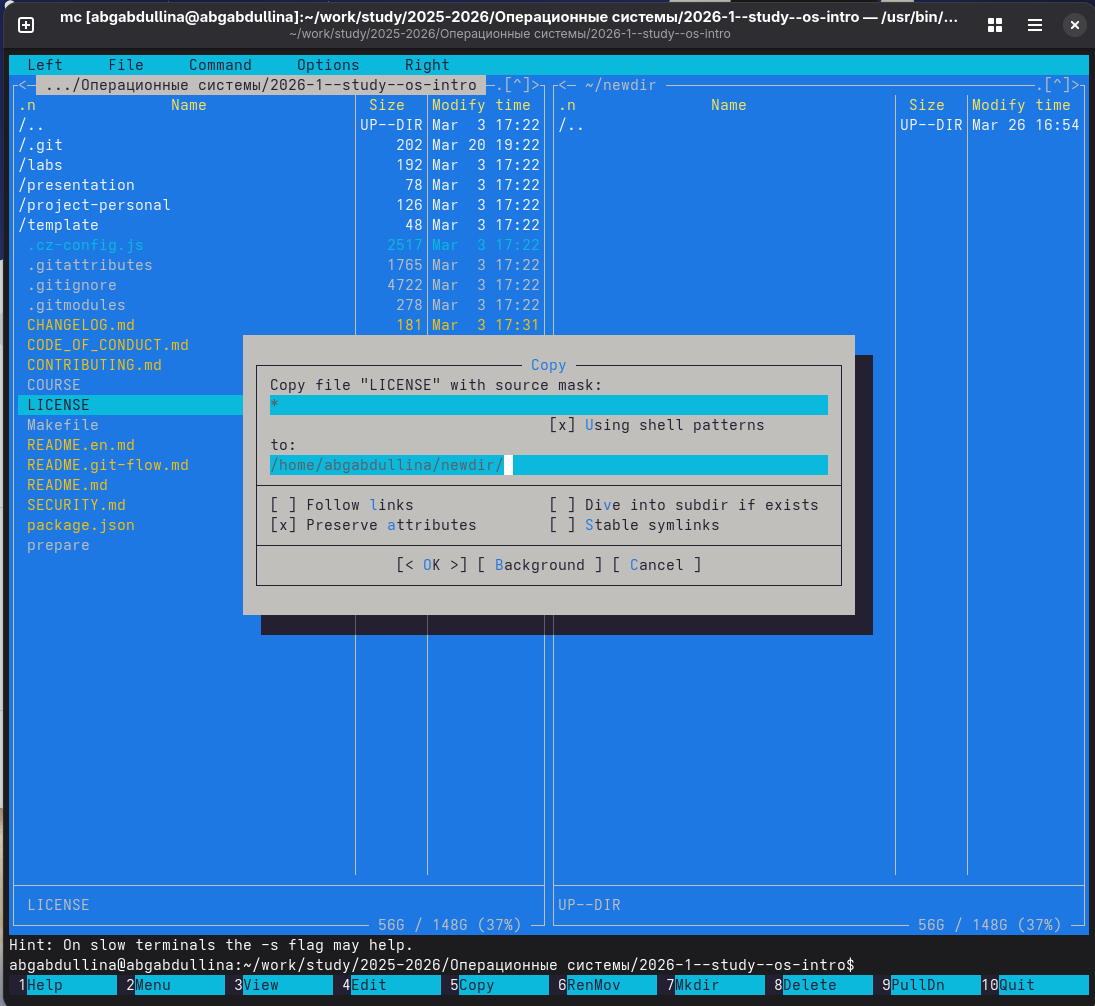 mc [abgabdullina@abgabdullina]:~/work/study/2025-2026/Операционные системы/2026-1--study--os-intro — /usr/bin/...
~/work/study/2025-2026/Операционные системы/2026-1--study--os-intro
Left File Command Options Right
<— .../Операционные системы/2026-1--study--os-intro —.[^]>
.n Name Size Modify time
/.. UP--DIR Mar 3 17:22
/.git 202 Mar 20 19:22
/labs 192 Mar 3 17:22
/presentation 78 Mar 3 17:22
/project-personal 126 Mar 3 17:22
/template 48 Mar 3 17:22
.cz-config.js 2517 Mar 3 17:22
.gitattributes 1765 Mar 3 17:22
.gitignore 4722 Mar 3 17:22
.gitmodules 278 Mar 3 17:22
CHANGELOG.md 181 Mar 3 17:31
CODE_OF_CONDUCT.md
CONTRIBUTING.md
COURSE
LICENSE
Makefile
README.en.md
README.git-flow.md
README.md
SECURITY.md
package.json
prepare
LICENSE
56G / 148G (37%)
<— ~/newdir —.[^]>
.n Name Size Modify time
/.. UP--DIR Mar 26 16:54
UP--DIR
56G / 148G (37%)
Copy
Copy file "LICENSE" with source mask:
*
[x] Using shell patterns
to:
/home/abgabdullina/newdir/
[ ] Follow links [ ] Dive into subdir if exists
[x] Preserve attributes [ ] Stable symlinks
[< OK >] [ Background ] [ Cancel ]
Hint: On slow terminals the -s flag may help.
abgabdullina@abgabdullina:~/work/study/2025-2026/Операционные системы/2026-1--study--os-intro$
1Help 2Menu 3View 4Edit 5Copy 6RenMov 7Mkdir 8Delete 9PullDn 10Quit